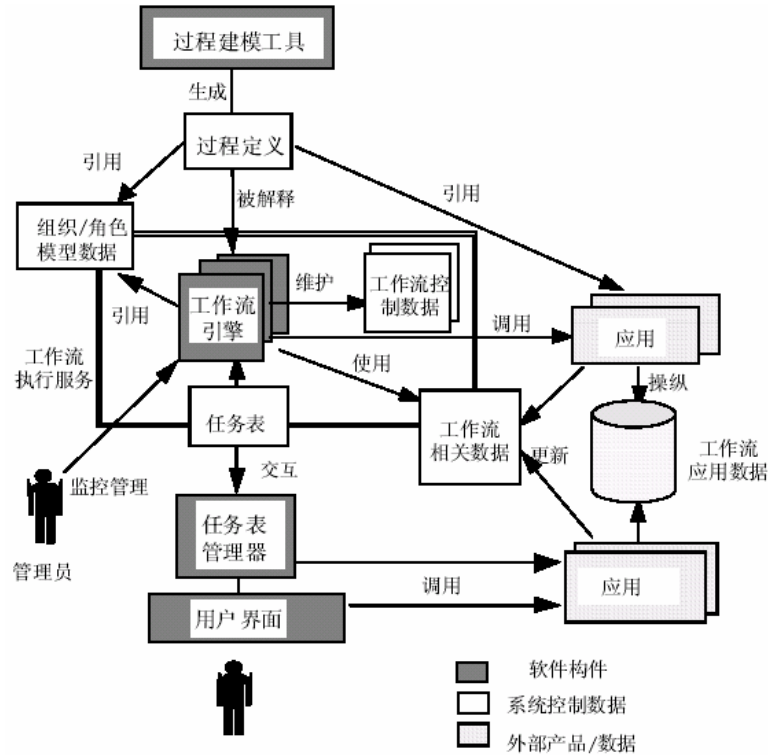 过程建模工具
生成
过程定义
引用
被解释
引用
组织/角色
模型数据
工作流控
制数据
维护
工作流
引擎
引用
调用
应用
工作流
执行服务
使用
操纵
任务表
工作流
相关数据
更新
工作流
应用数据
交互
监控管理
任务表
管理器
管理员
调用
应用
用户界面
软件构件
系统控制数据
外部产品/数据